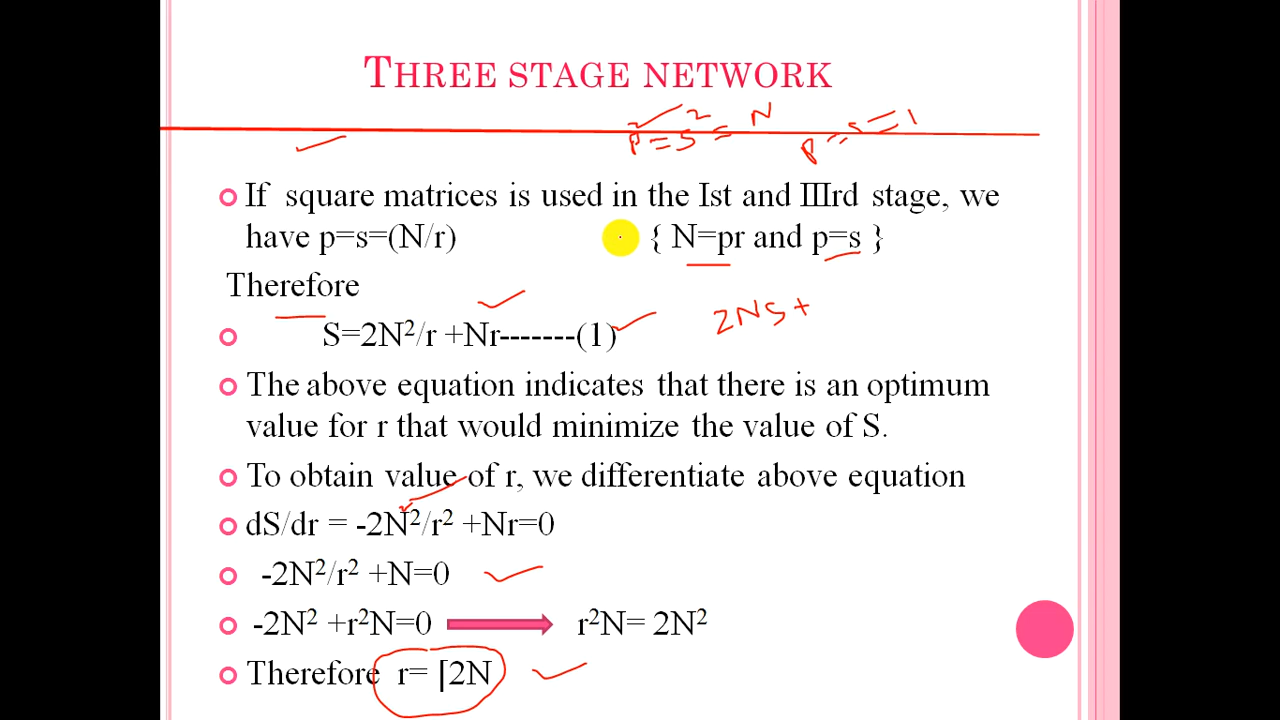 THREE STAGE NETWORK
p=s²=N p=s=1
If square matrices is used in the Ist and IIIrd stage, we
have p=s=(N/r) { N=pr and p=s }
Therefore
2NS+
S=2N²/r +Nr-------(1)
The above equation indicates that there is an optimum
value for r that would minimize the value of S.
To obtain value of r, we differentiate above equation
dS/dr = -2N²/r² +Nr=0
-2N²/r² +N=0
-2N² +r²N=0 r²N= 2N²
Therefore r= ⌈2N